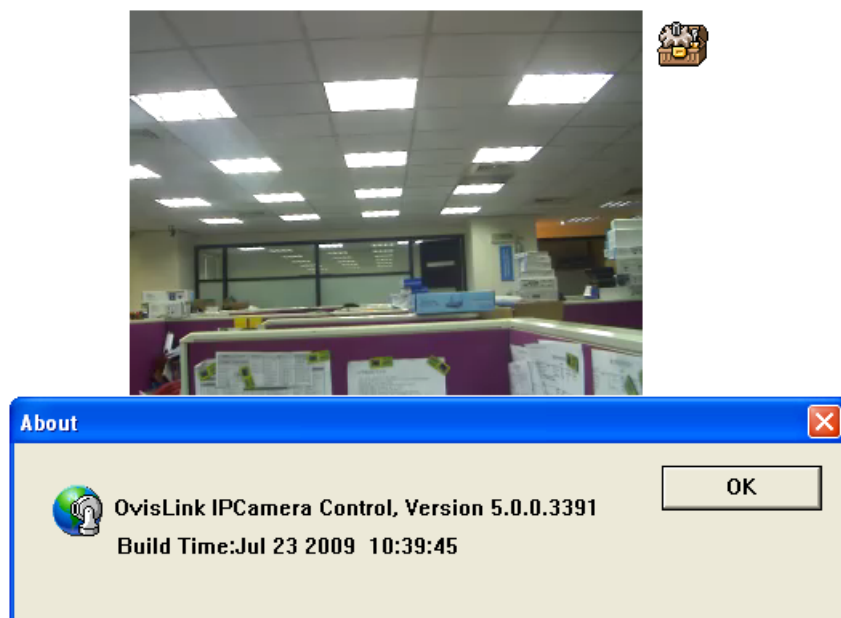 About
OK
OvisLink IPCamera Control, Version 5.0.0.3391
Build Time:Jul 23 2009  10:39:45